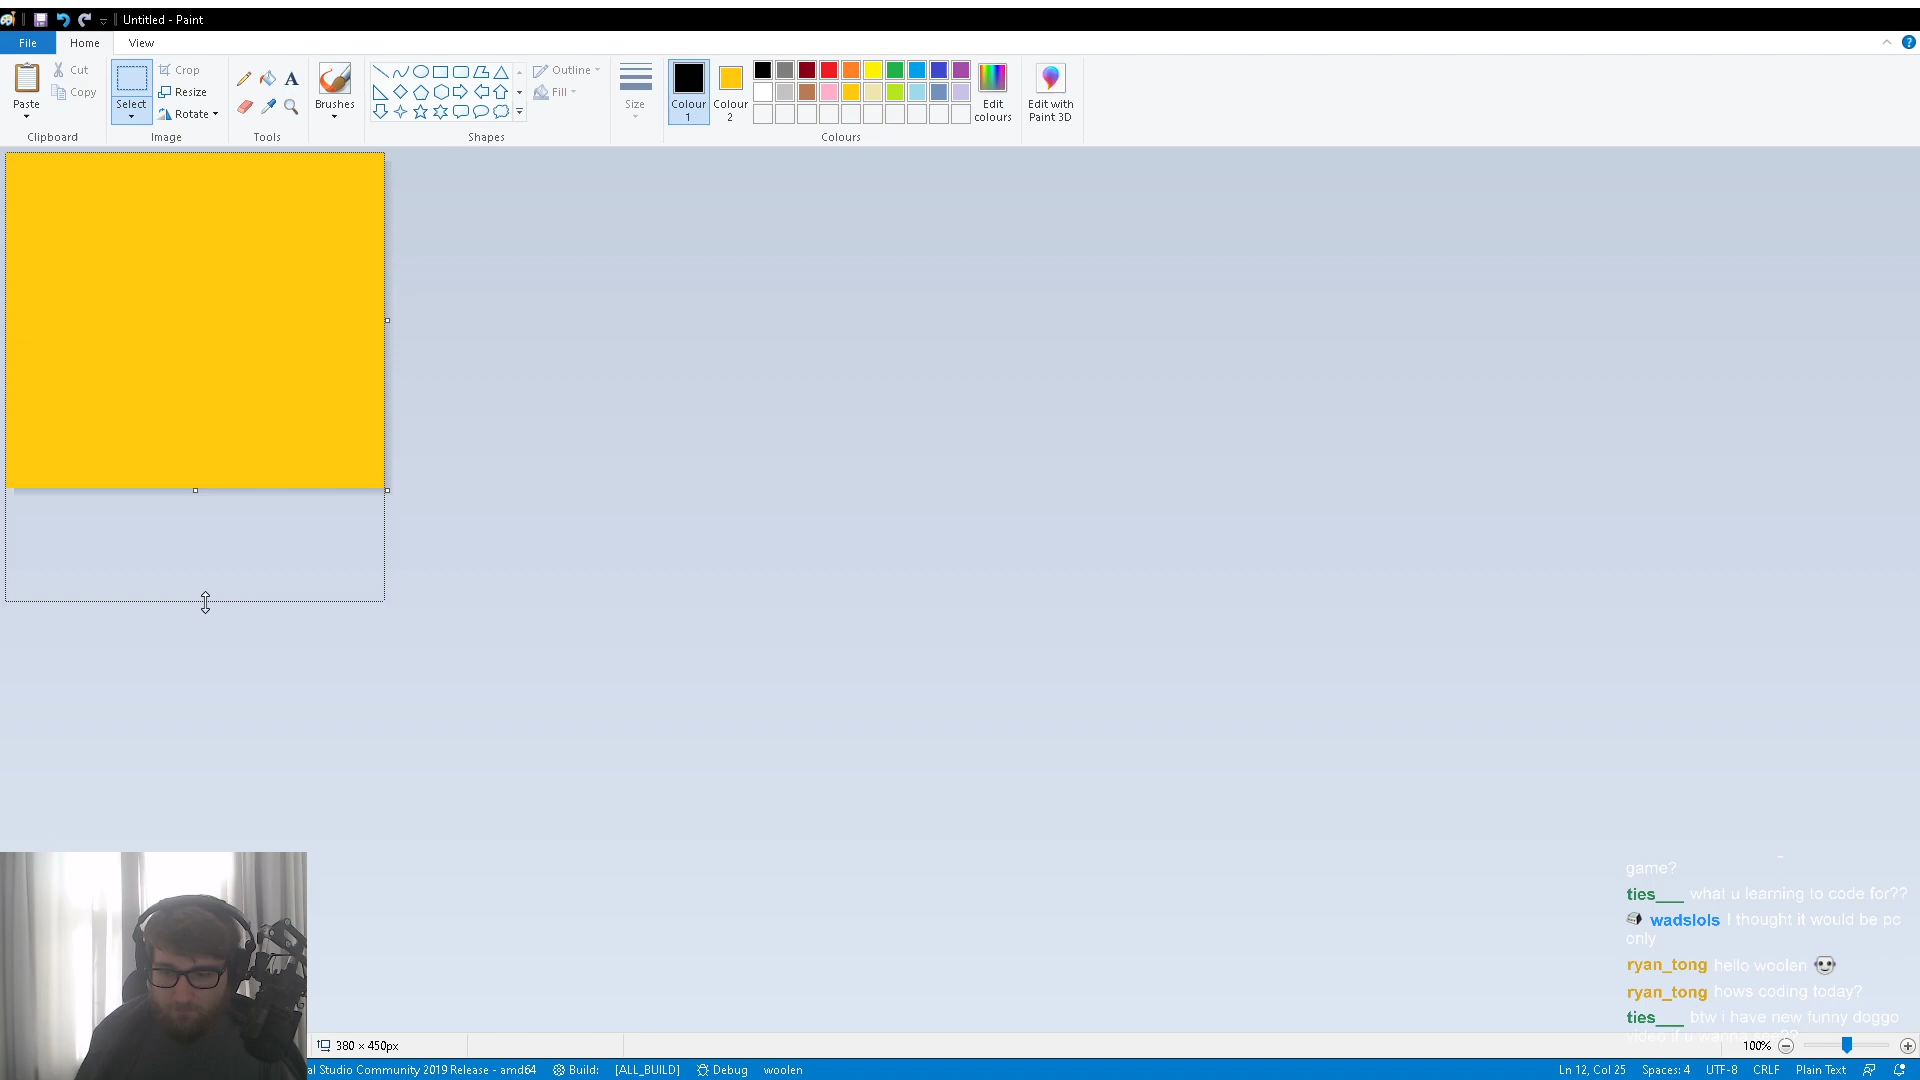 Untitled - Paint
File Home View
Paste
Cut
Copy
Clipboard
Select
Crop
Resize
Rotate
Image
A
Tools
Brushes
Shapes
Outline
Fill
Size
Colour 1
Colour 2
Edit colours
Colours
Edit with Paint 3D
game?
ties___ what u learning to code for??
wadslols I thought it would be pc
only
ryan_tong hello woolen
ryan_tong hows coding today?
ties___ btw i have new funny doggo
380 × 450px
100%
al Studio Community 2019 Release - amd64 Build: [ALL_BUILD] Debug woolen
Ln 12, Col 25 Spaces: 4 UTF-8 CRLF Plain Text